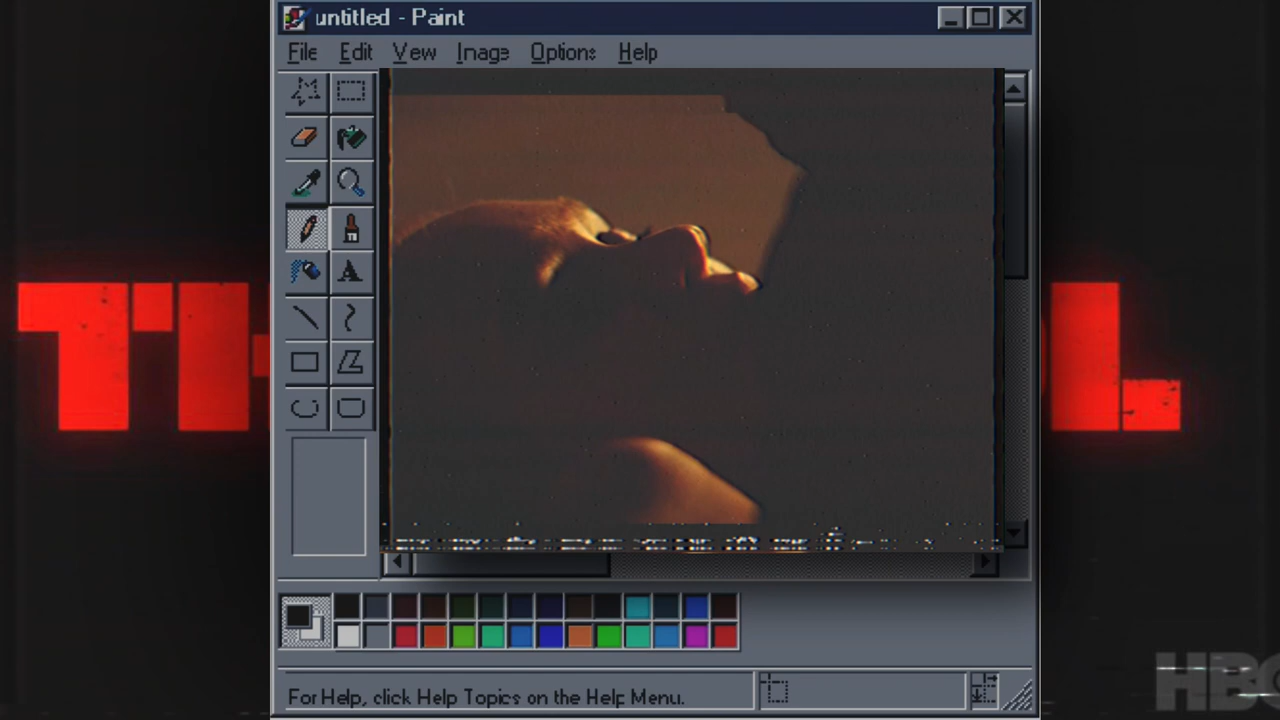 untitled - Paint
File Edit View Image Options Help
For Help, click Help Topics on the Help Menu.
HBO